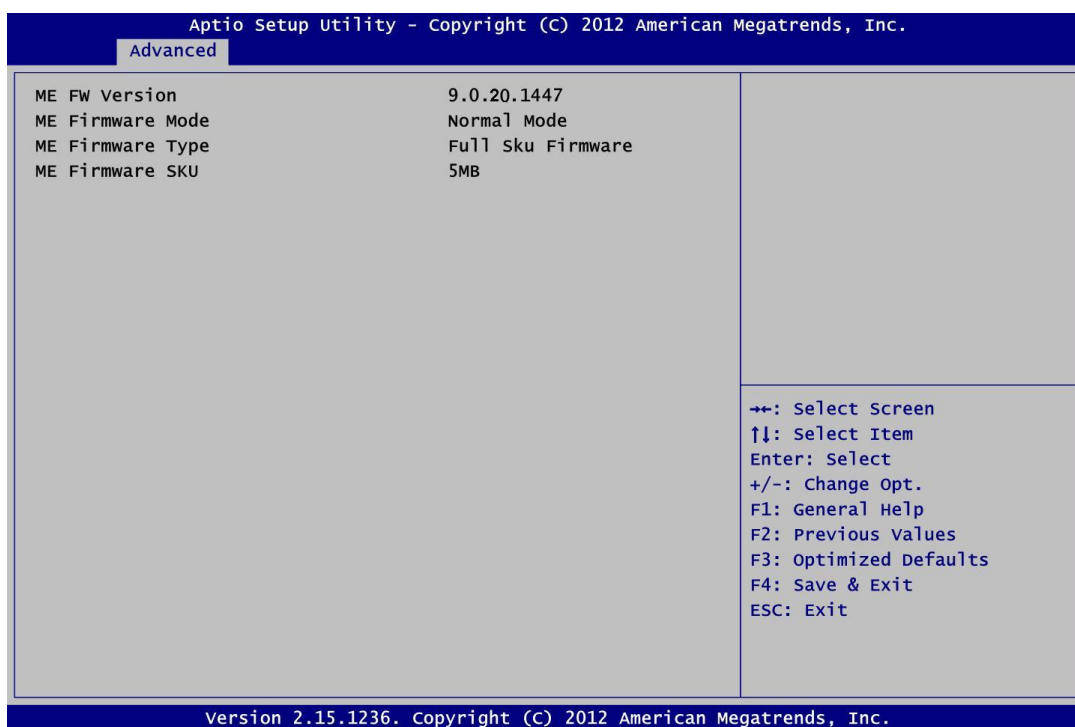 Aptio Setup Utility - Copyright (C) 2012 American Megatrends, Inc.
Advanced
ME FW Version 9.0.20.1447
ME Firmware Mode Normal Mode
ME Firmware Type Full Sku Firmware
ME Firmware SKU 5MB
→←: Select Screen
↑↓: Select Item
Enter: Select
+/-: Change Opt.
F1: General Help
F2: Previous Values
F3: Optimized Defaults
F4: Save & Exit
ESC: Exit
Version 2.15.1236. Copyright (C) 2012 American Megatrends, Inc.